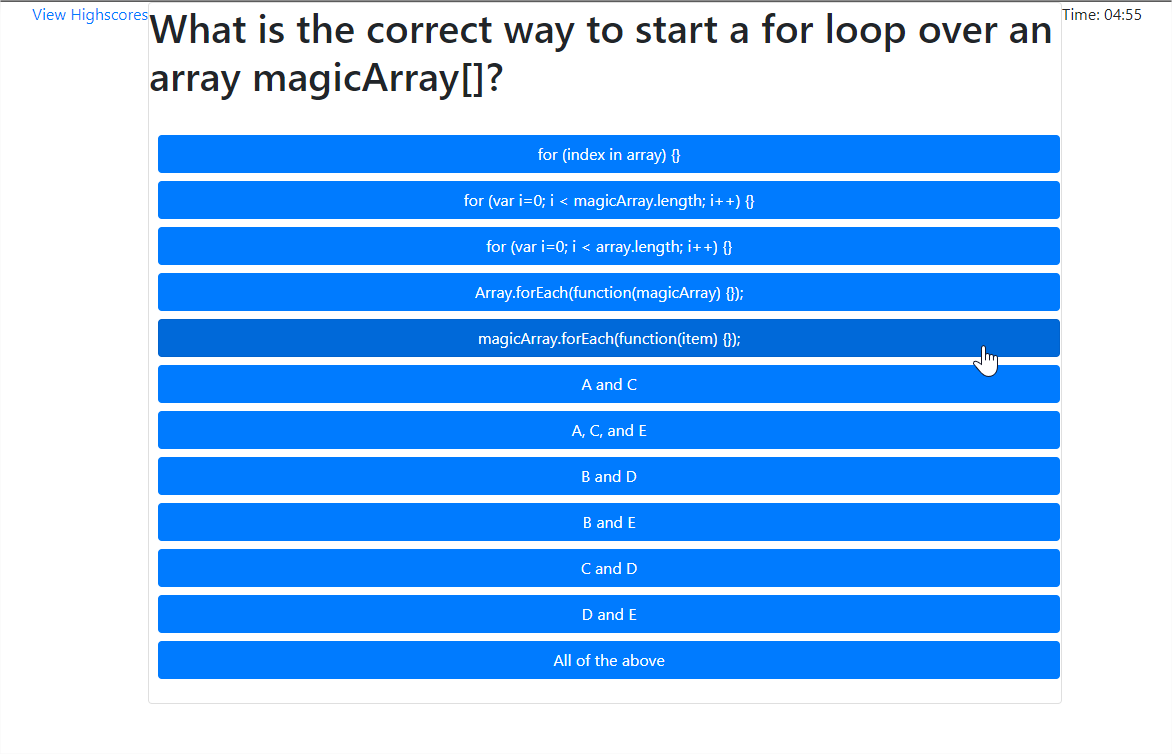 View Highscores
What is the correct way to start a for loop over an
array magicArray[]?
Time: 04:55
for (index in array) {}
for (var i=0; i < magicArray.length; i++) {}
for (var i=0; i < array.length; i++) {}
Array.forEach(function(magicArray) {});
magicArray.forEach(function(item) {});
A and C
A, C, and E
B and D
B and E
C and D
D and E
All of the above